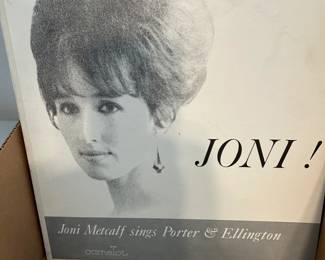 JONI !
Joni Metcalf sings Porter & Ellington
camelot